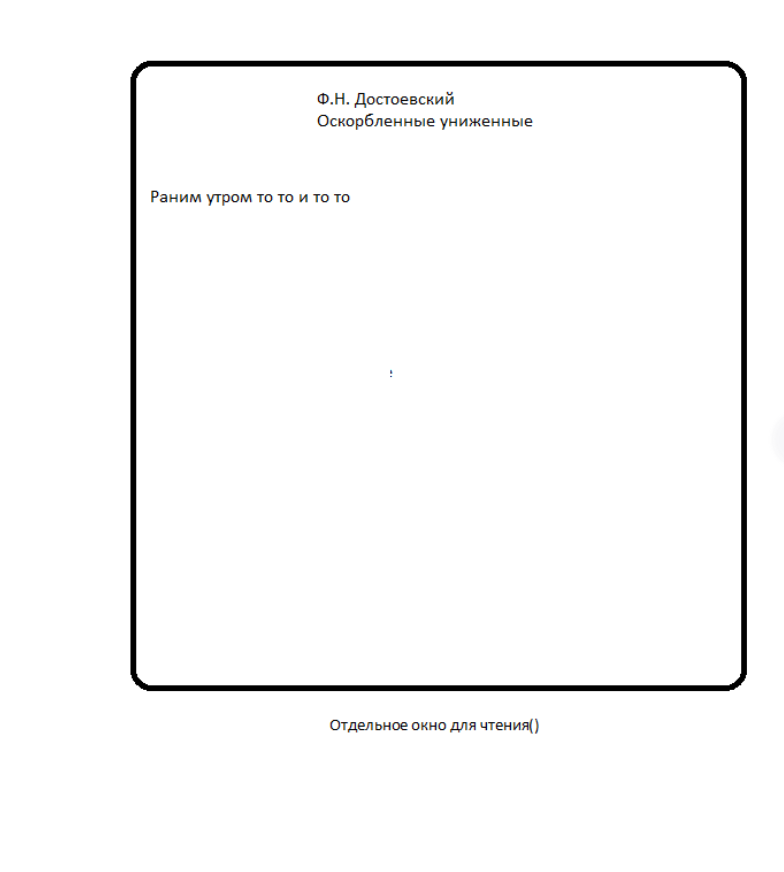 Ф.Н. Достоевский
Оскорбленные униженные
Раним утром то то и то то
Отдельное окно для чтения()